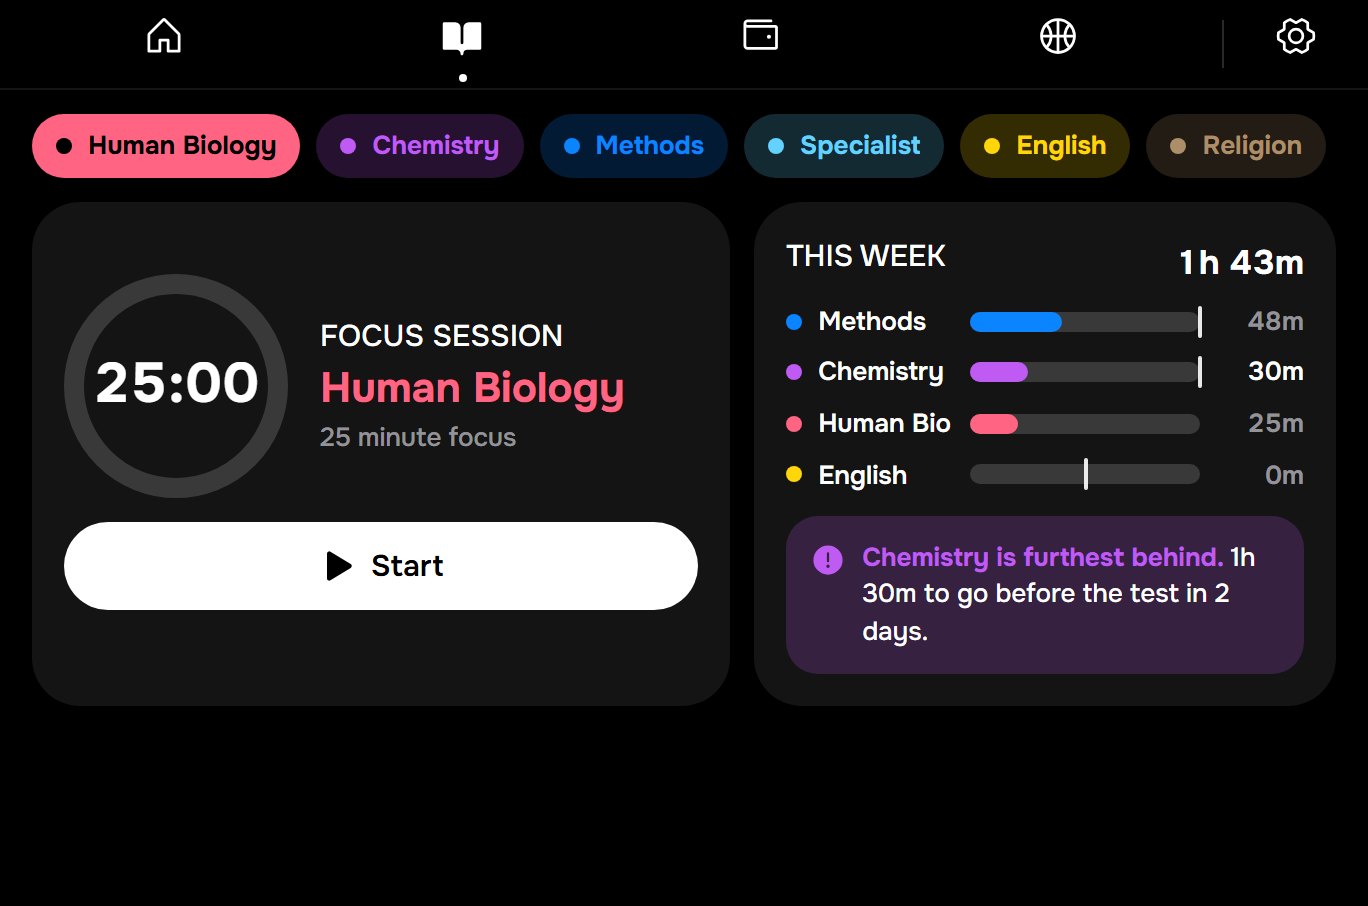 Human Biology
Chemistry
Methods
Specialist
English
Religion
25:00
FOCUS SESSION
Human Biology
25 minute focus
Start
THIS WEEK
1h 43m
Methods 48m
Chemistry 30m
Human Bio 25m
English 0m
Chemistry is furthest behind. 1h
30m to go before the test in 2
days.